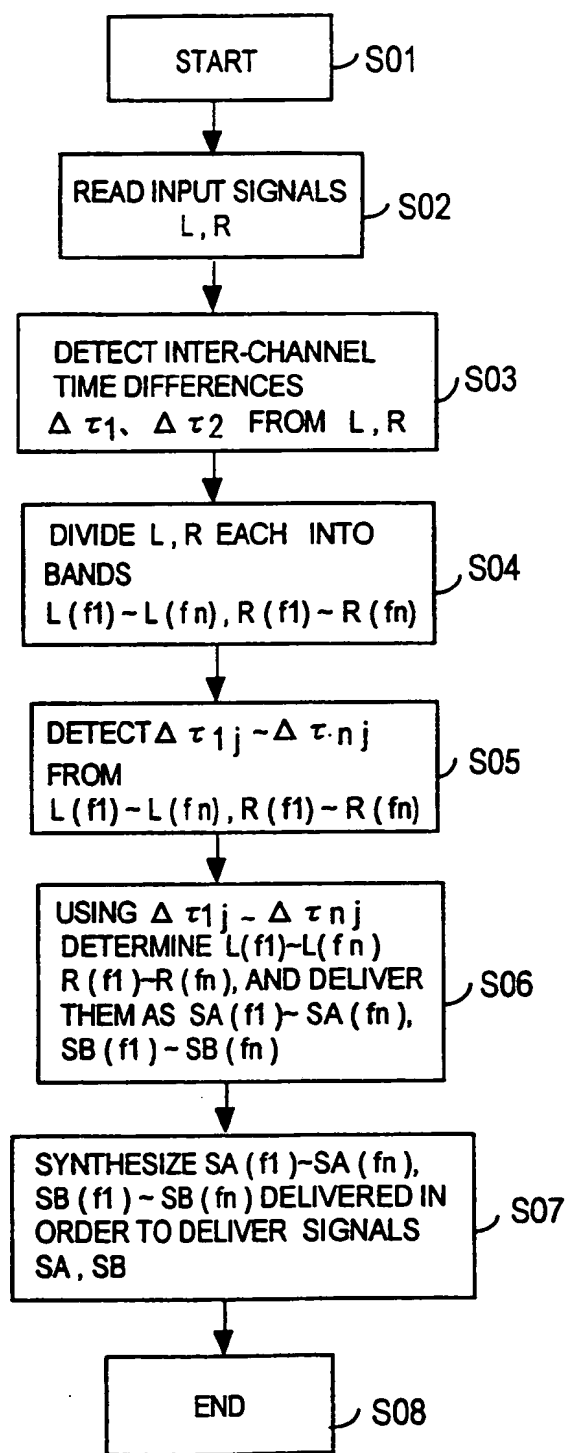 START
S01
READ INPUT SIGNALS
L , R
S02
DETECT INTER-CHANNEL
TIME DIFFERENCES
Δ τ1、 Δ τ2 FROM L , R
S03
DIVIDE L , R EACH INTO
BANDS
L (f1) ~ L (fn) , R (f1) ~ R (fn)
S04
DETECT Δ τ1j ~ Δ τ·nj
FROM
L (f1) ~ L (fn) , R (f1) ~ R (fn)
S05
USING Δ τ1j ~ Δ τnj
DETERMINE L(f1)~L(fn)
R (f1)~R(fn), AND DELIVER
THEM AS SA(f1)~ SA(fn),
SB(f1) ~ SB(fn)
S06
SYNTHESIZE SA(f1)~SA(fn),
SB(f1) ~ SB(fn) DELIVERED IN
ORDER TO DELIVER SIGNALS
SA , SB
S07
END
S08